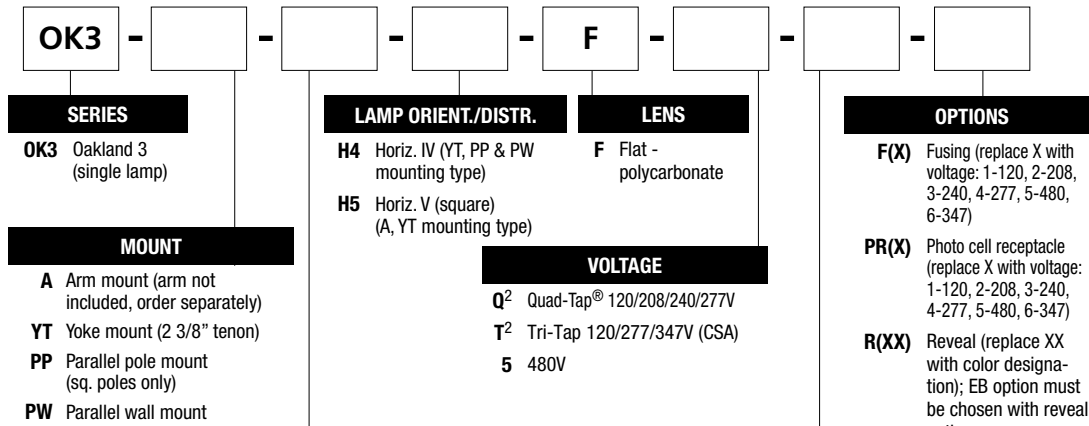 OK3 - - - - F - - -
SERIES
OK3 Oakland 3
(single lamp)
MOUNT
A Arm mount (arm not
included, order separately)
YT Yoke mount (2 3/8” tenon)
PP Parallel pole mount
(sq. poles only)
PW Parallel wall mount
LAMP ORIENT./DISTR.
H4 Horiz. IV (YT, PP & PW
mounting type)
H5 Horiz. V (square)
(A, YT mounting type)
LENS
F Flat -
polycarbonate
VOLTAGE
Q2 Quad-Tap® 120/208/240/277V
T2 Tri-Tap 120/277/347V (CSA)
5 480V
OPTIONS
F(X) Fusing (replace X with
voltage: 1-120, 2-208,
3-240, 4-277, 5-480,
6-347)
PR(X) Photo cell receptacle
(replace X with voltage:
1-120, 2-208, 3-240,
4-277, 5-480, 6-347)
R(XX) Reveal (replace XX
with color designa-
tion); EB option must
be chosen with reveal